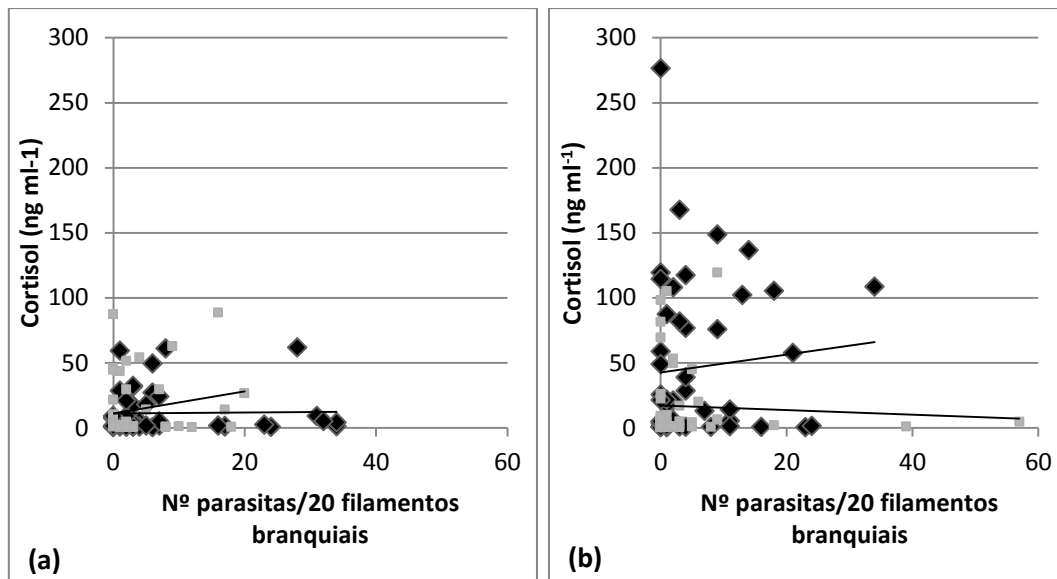 300
250
200
150
100
50
0
0 20 40 60
Cortisol (ng ml-1)
Nº parasitas/20 filamentos
branquiais
(a)
300
250
200
150
100
50
0
0 20 40 60
Cortisol (ng ml⁻¹)
Nº parasitas/20 filamentos
branquiais
(b)